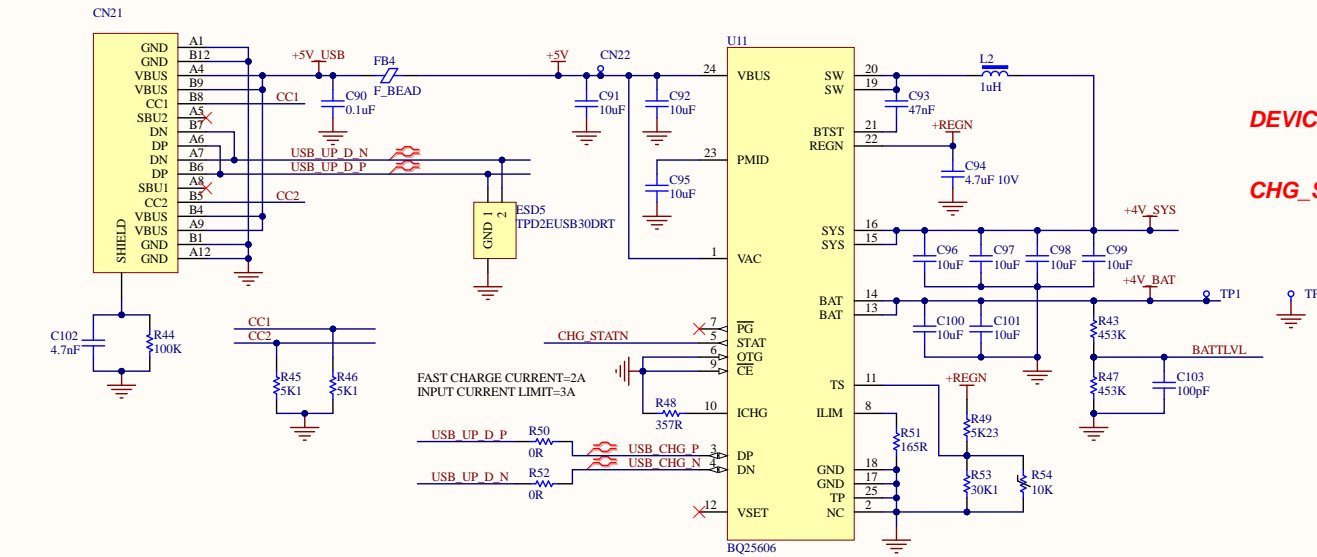 CN21
GND A1
GND B12
VBUS A4
VBUS B9
CC1 B8 CC1
SBU2 A5
DN B7
DP A6
DN A7 USB_UP_D_N
DP B6 USB_UP_D_P
SBU1 A8
CC2 B5 CC2
VBUS B4
VBUS A9
GND B1
GND A12
SHIELD
+5V_USB
FB4
F_BEAD
C90
0.1uF
+5V
CN22
C91
10uF
C92
10uF
C95
10uF
ESD5
TPD2EUSB30DRT
GND 1 2
C102
4.7nF
R44
100K
CC1
CC2
R45
5K1
R46
5K1
CHG_STATN
FAST CHARGE CURRENT=2A
INPUT CURRENT LIMIT=3A
R48
357R
USB_UP_D_P
R50
0R
USB_CHG_P
USB_UP_D_N
R52
0R
USB_CHG_N
U11
24 VBUS
23 PMID
1 VAC
7 PG
5 STAT
6 OTG
9 CE
10 ICHG
3 DP
4 DN
12 VSET
SW 20
SW 19
BTST 21
REGN 22
SYS 16
SYS 15
BAT 14
BAT 13
TS 11
ILIM 8
GND 18
GND 17
TP 25
NC 2
BQ25606
L2
1uH
C93
47nF
+REGN
C94
4.7uF 10V
+4V_SYS
C96
10uF
C97
10uF
C98
10uF
C99
10uF
+4V_BAT
TP1
C100
10uF
C101
10uF
R43
453K
BATTLVL
R47
453K
C103
100pF
+REGN
R49
5K23
R51
165R
R53
30K1
R54
10K
DEVIC
CHG_S
TP